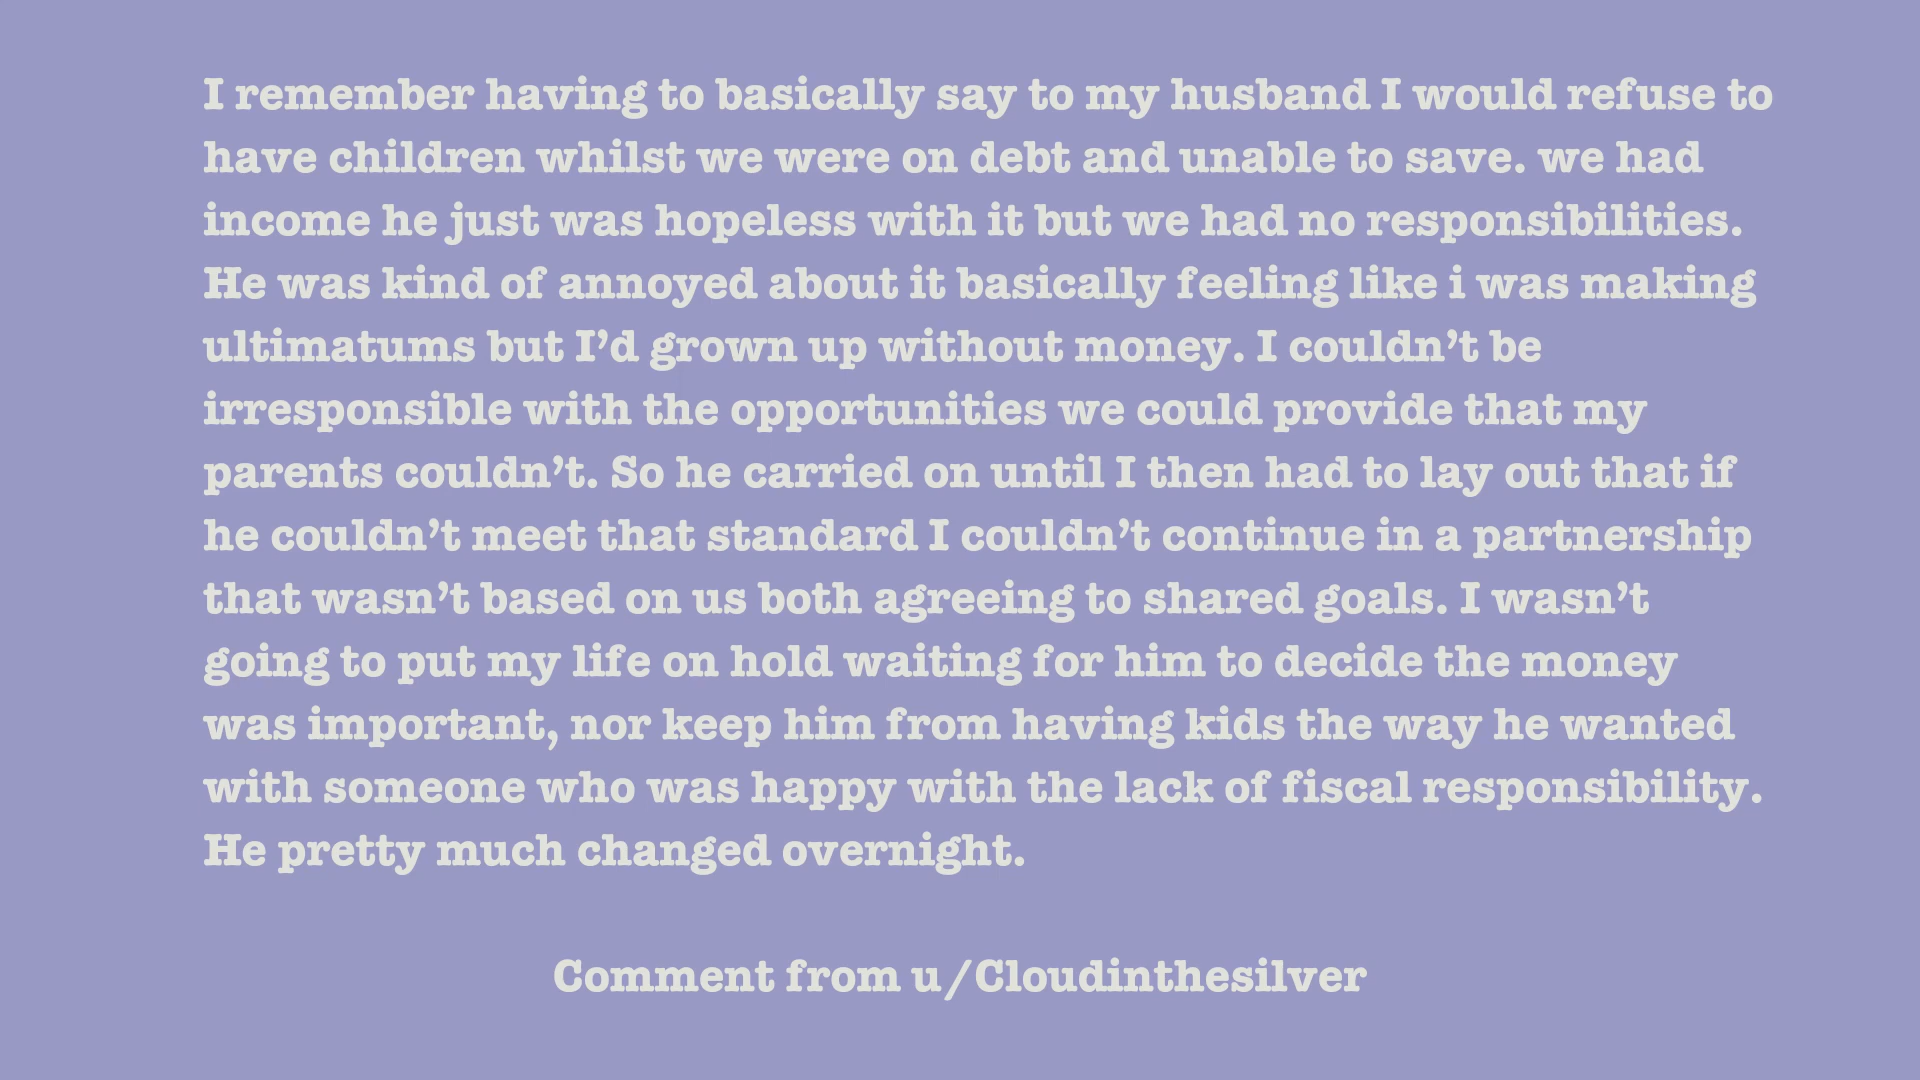 I remember having to basically say to my husband I would refuse to
have children whilst we were on debt and unable to save. we had
income he just was hopeless with it but we had no responsibilities.
He was kind of annoyed about it basically feeling like i was making
ultimatums but I’d grown up without money. I couldn’t be
irresponsible with the opportunities we could provide that my
parents couldn’t. So he carried on until I then had to lay out that if
he couldn’t meet that standard I couldn’t continue in a partnership
that wasn’t based on us both agreeing to shared goals. I wasn’t
going to put my life on hold waiting for him to decide the money
was important, nor keep him from having kids the way he wanted
with someone who was happy with the lack of fiscal responsibility.
He pretty much changed overnight.
Comment from u/Cloudinthesilver